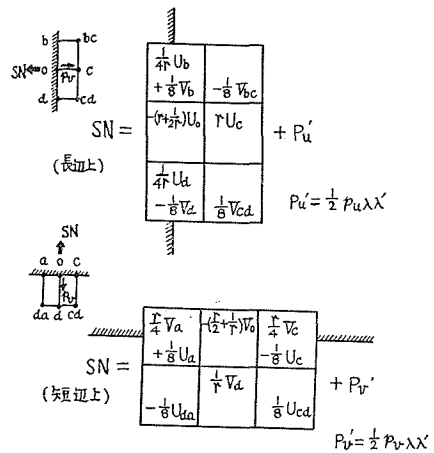 b bc
SN o Pv c
d cd
SN =
(長辺上)
1/4r Ub + 1/8 Vb
-1/8 Vbc
-(r+1/2r)Uo
rUc
1/4r Ud - 1/8 Vd
1/8 Vcd
+ Pu'
Pu' = 1/2 pu λλ'
SN
a o c
Pv
da d cd
SN =
(短辺上)
r/4 Va + 1/8 Ua
-(r/2+1/r)Vo
r/4 Vc - 1/8 Uc
-1/8 Uda
1/r Vd
1/8 Ucd
+ Pv'
Pv' = 1/2 pv λλ'